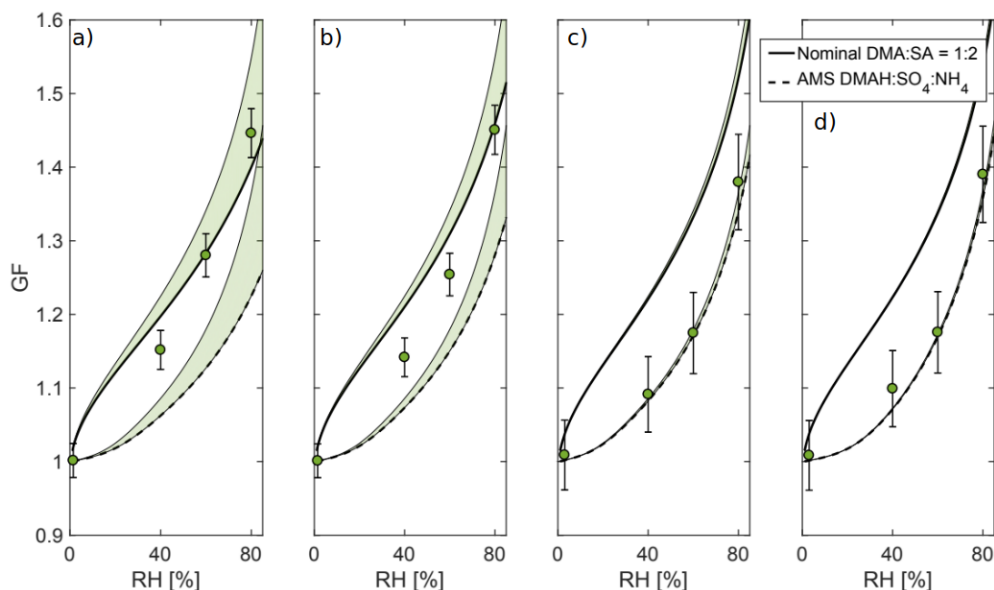 a)
b)
c)
d)
Nominal DMA:SA = 1:2
AMS DMAH:SO4:NH4
GF
1.6
1.5
1.4
1.3
1.2
1.1
1
0.9
0 40 80
0 40 80
0 40 80
0 40 80
RH [%]
RH [%]
RH [%]
RH [%]